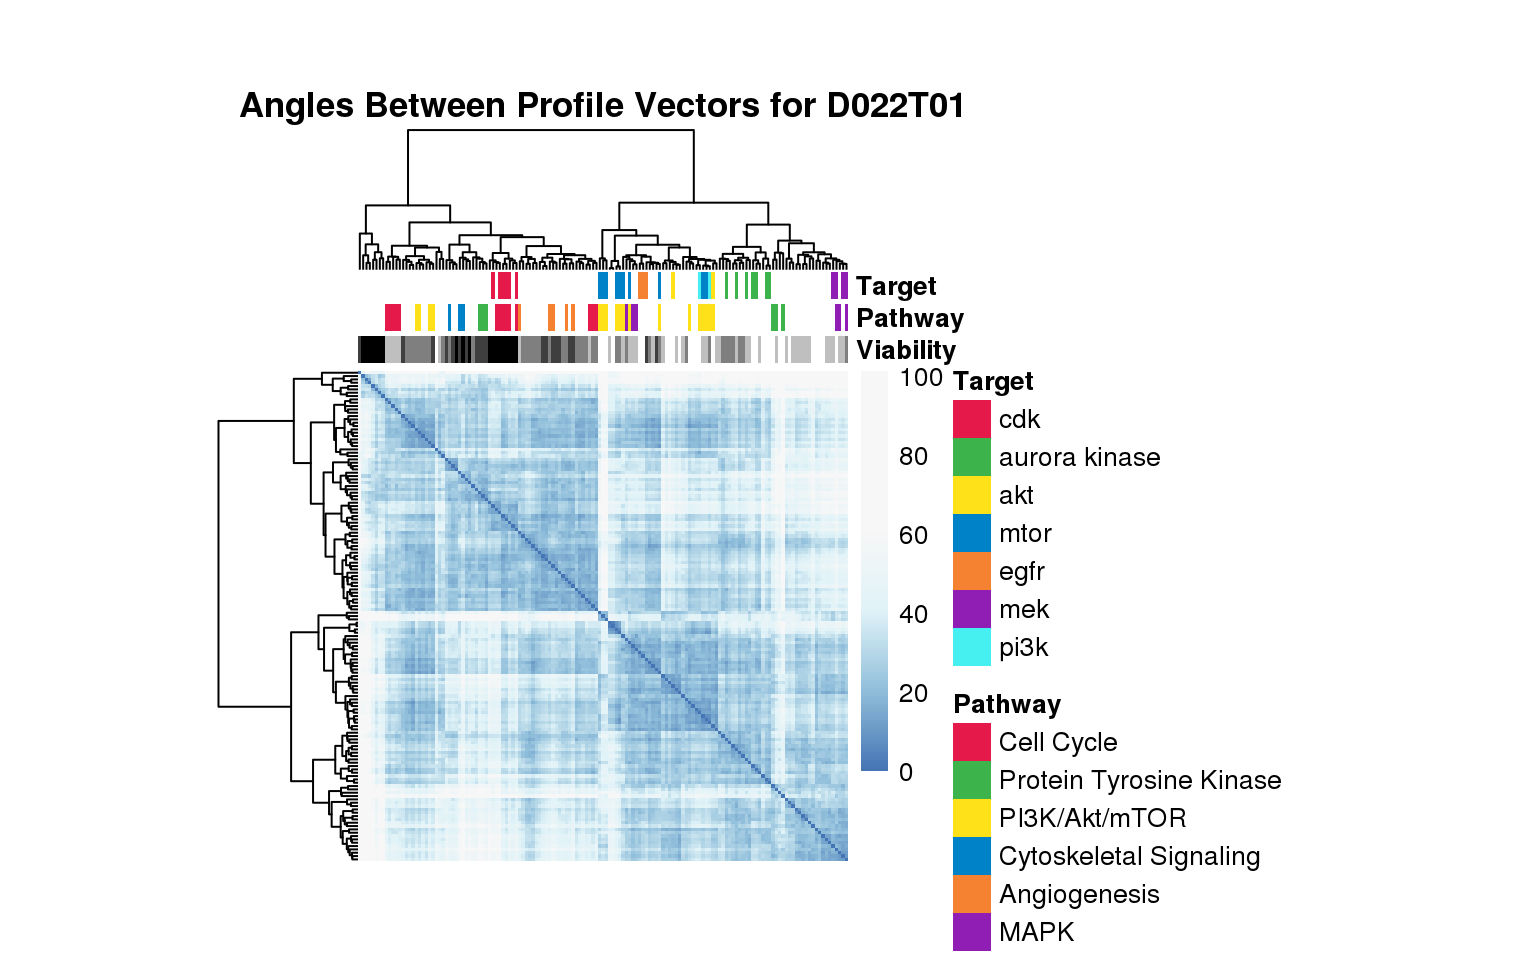 Angles Between Profile Vectors for D022T01
Target
Pathway
Viability
100
80
60
40
20
0
Target
cdk
aurora kinase
akt
mtor
egfr
mek
pi3k
Pathway
Cell Cycle
Protein Tyrosine Kinase
PI3K/Akt/mTOR
Cytoskeletal Signaling
Angiogenesis
MAPK